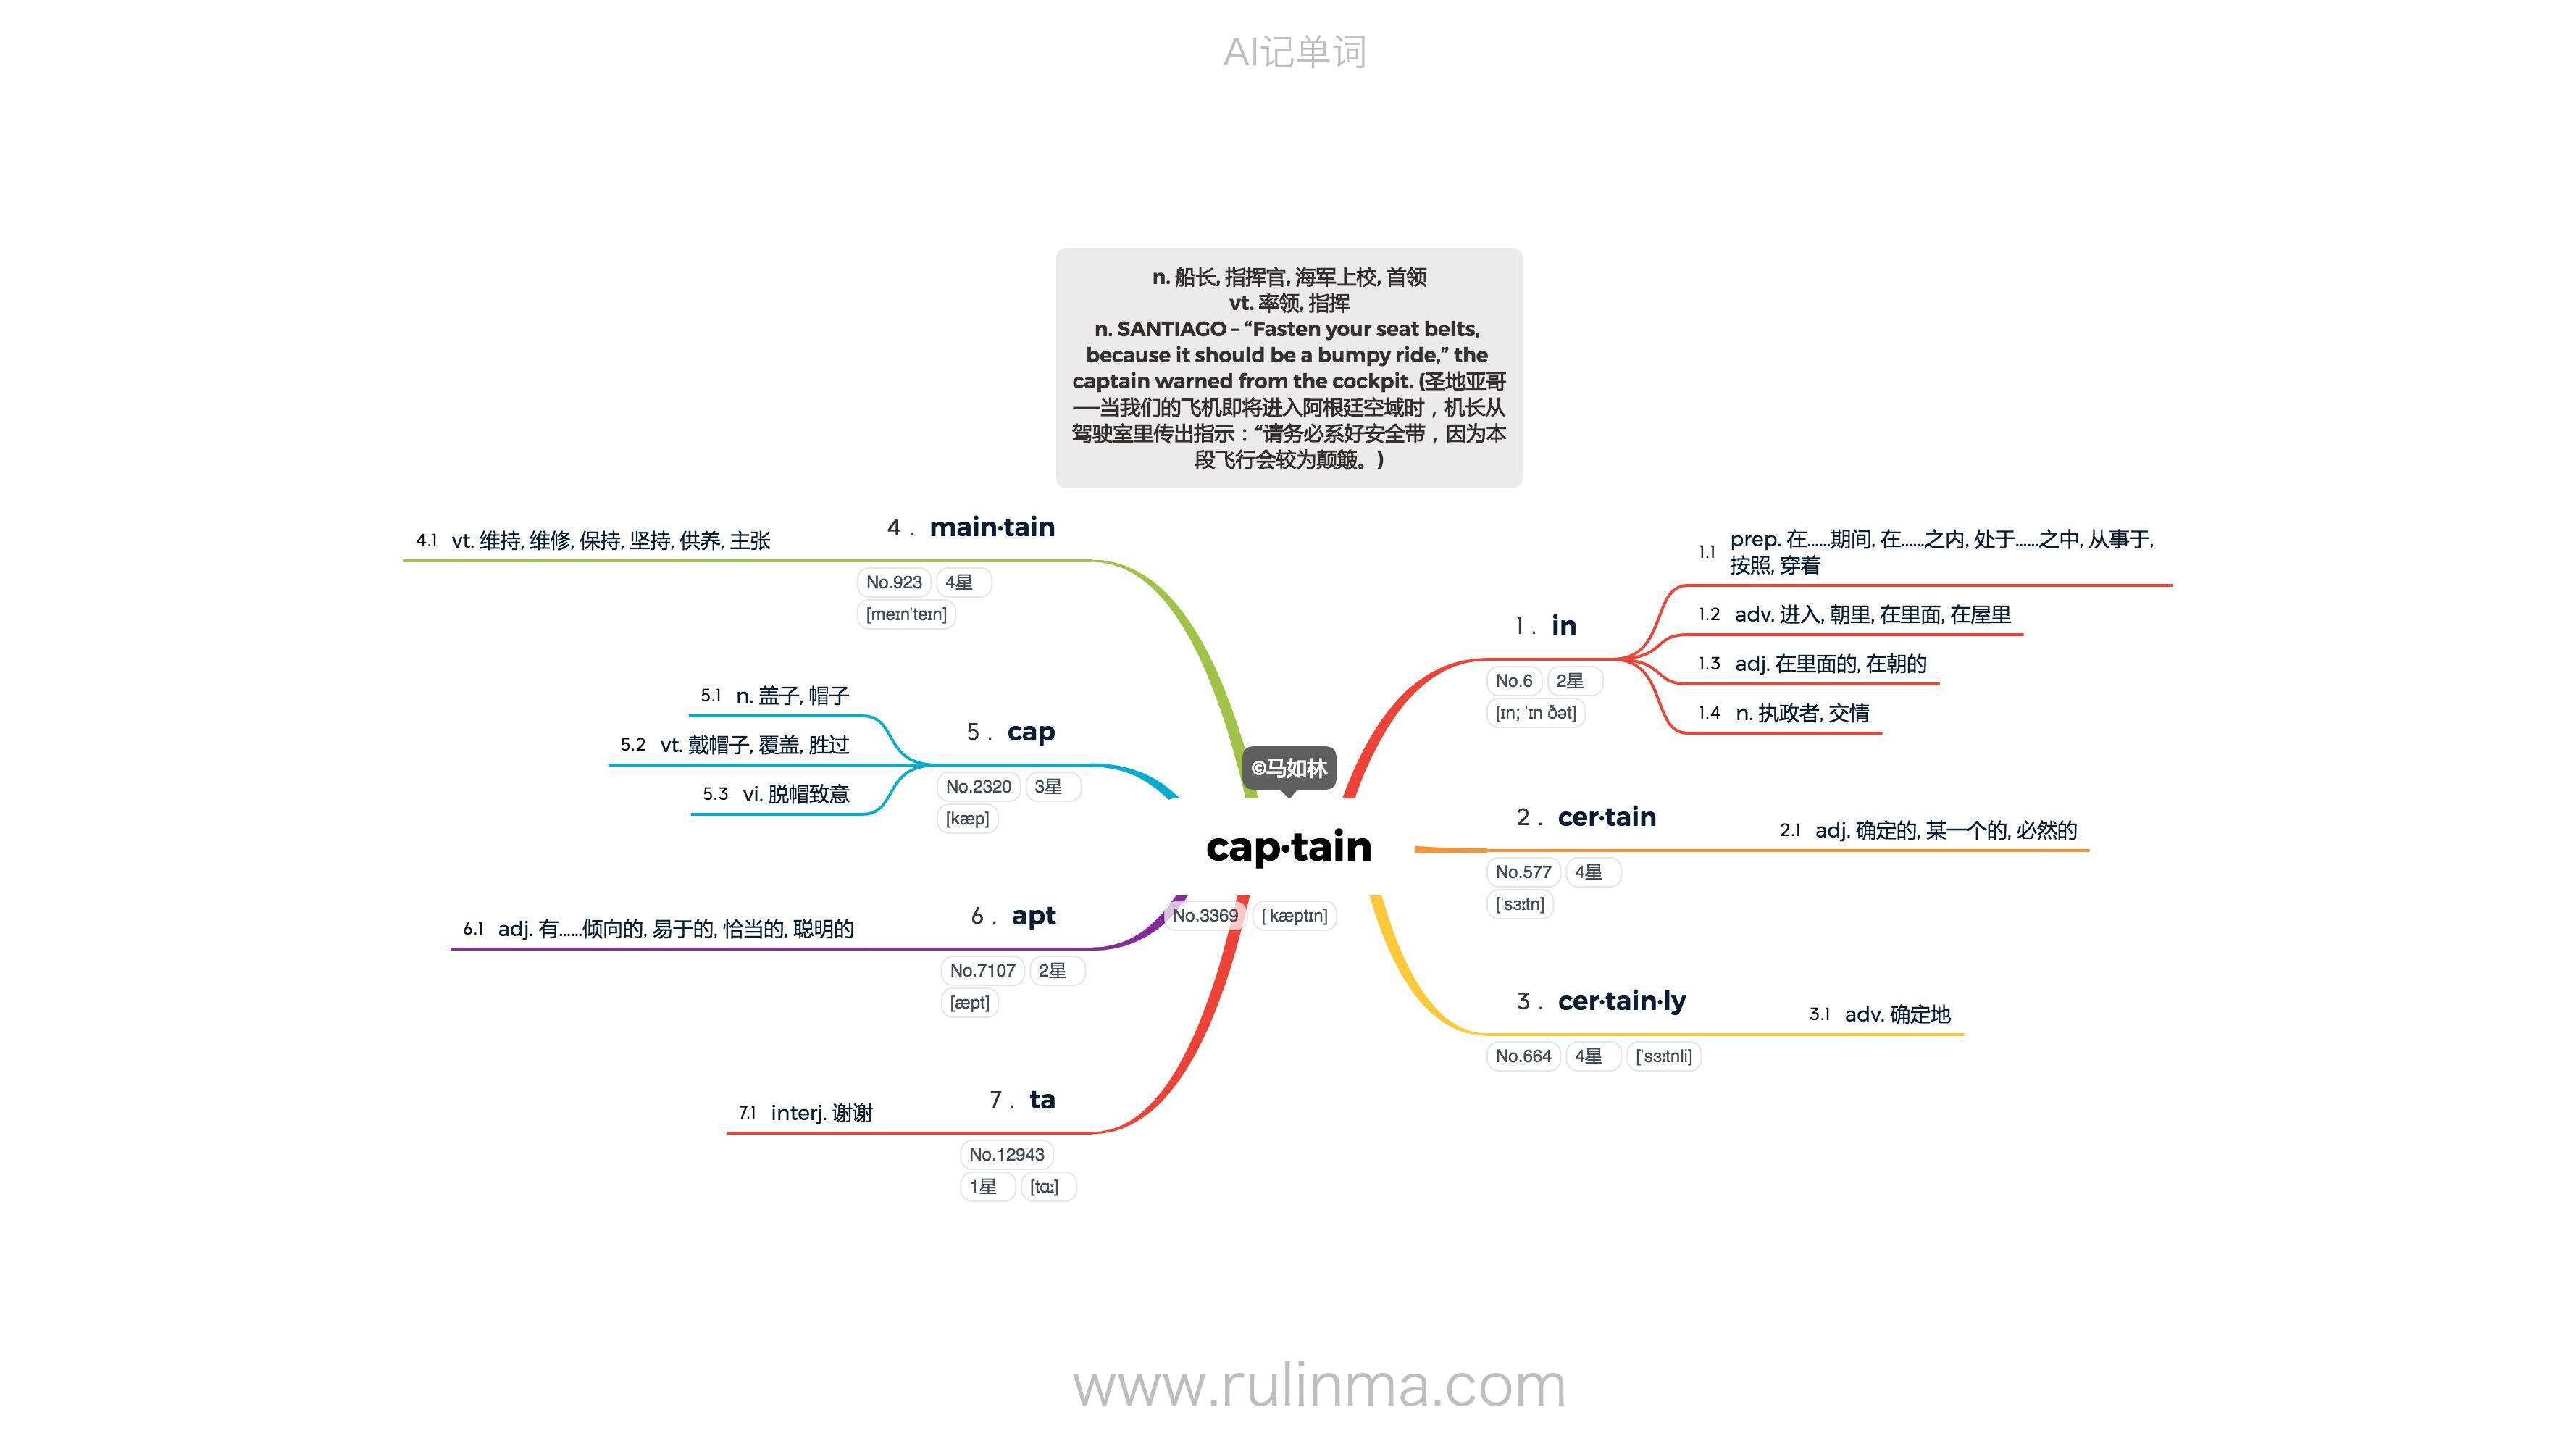 AI记单词
n. 船长, 指挥官, 海军上校, 首领
vt. 率领, 指挥
n. SANTIAGO – “Fasten your seat belts,
because it should be a bumpy ride,” the
captain warned from the cockpit. (圣地亚哥
──当我们的飞机即将进入阿根廷空域时，机长从
驾驶室里传出指示：“请务必系好安全带，因为本
段飞行会较为颠簸。)
©马如林
cap·tain
No.3369 [ˈkæptɪn]
1. in
No.6 2星
[ɪn; ˈɪn ðət]
1.1 prep. 在……期间, 在……之内, 处于……之中, 从事于,
按照, 穿着
1.2 adv. 进入, 朝里, 在里面, 在屋里
1.3 adj. 在里面的, 在朝的
1.4 n. 执政者, 交情
2. cer·tain
No.577 4星
[ˈsɜːtn]
2.1 adj. 确定的, 某一个的, 必然的
3. cer·tain·ly
No.664 4星 [ˈsɜːtnli]
3.1 adv. 确定地
4. main·tain
No.923 4星
[meɪnˈteɪn]
4.1 vt. 维持, 维修, 保持, 坚持, 供养, 主张
5. cap
No.2320 3星
[kæp]
5.1 n. 盖子, 帽子
5.2 vt. 戴帽子, 覆盖, 胜过
5.3 vi. 脱帽致意
6. apt
No.7107 2星
[æpt]
6.1 adj. 有……倾向的, 易于的, 恰当的, 聪明的
7. ta
No.12943
1星 [tɑː]
7.1 interj. 谢谢
www.rulinma.com